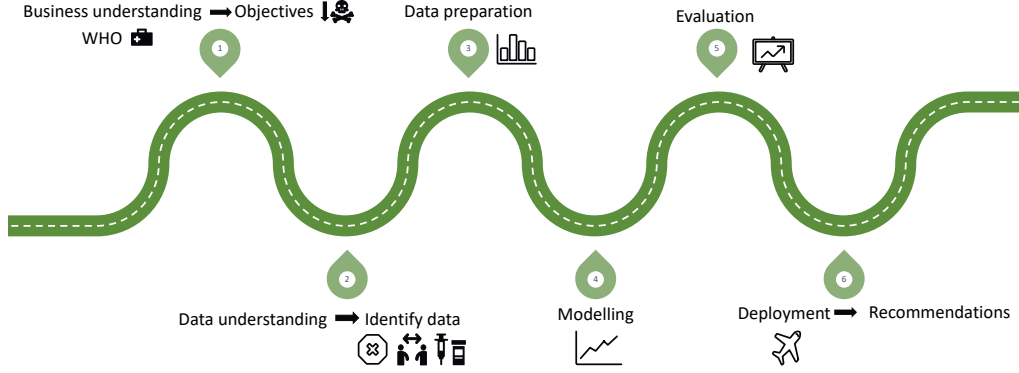 Business understanding Objectives
WHO
1
Data understanding Identify data
2
Data preparation
3
Modelling
4
Evaluation
5
Deployment Recommendations
6